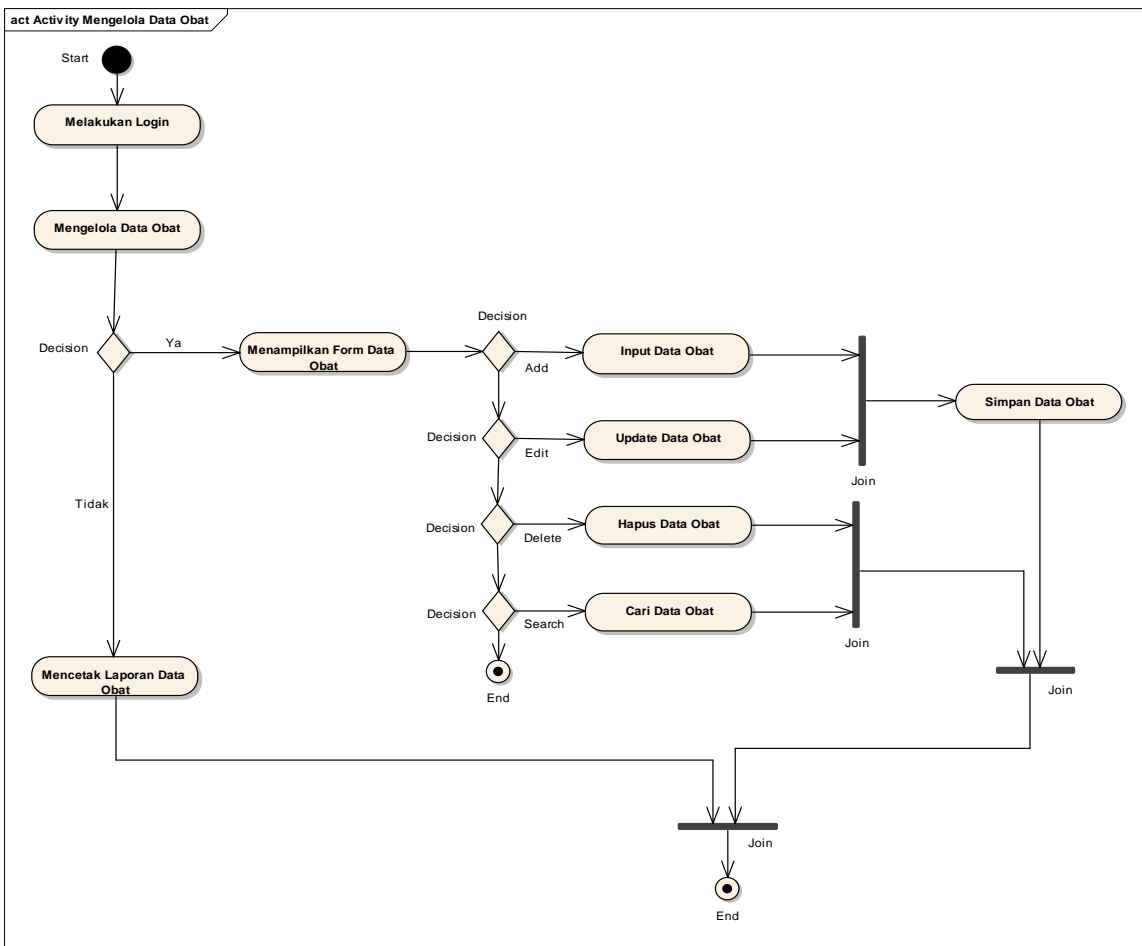 act Activity Mengelola Data Obat
Start
Melakukan Login
Mengelola Data Obat
Decision
Ya
Menampilkan Form Data
Obat
Decision
Add
Input Data Obat
Decision
Edit
Update Data Obat
Join
Simpan Data Obat
Tidak
Decision
Delete
Hapus Data Obat
Decision
Search
Cari Data Obat
Join
End
Mencetak Laporan Data
Obat
Join
Join
End